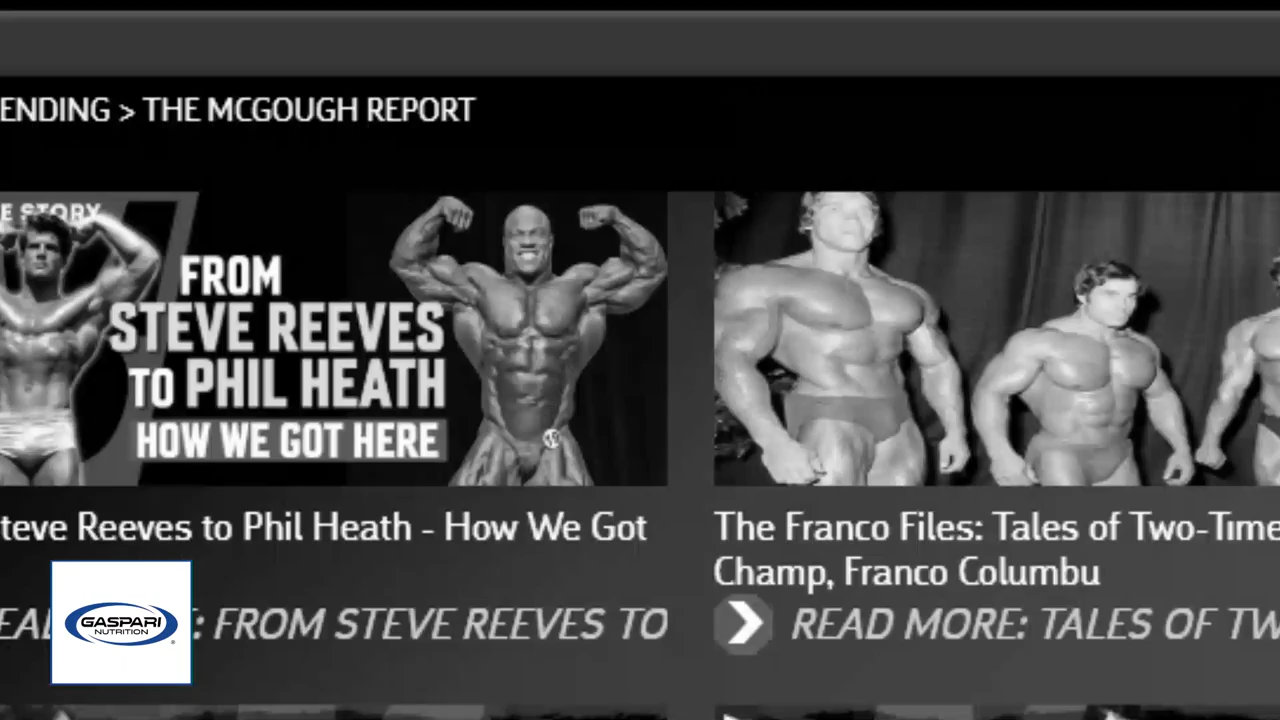 ENDING > THE MCGOUGH REPORT
E STORY
FROM
STEVE REEVES
TO PHIL HEATH
HOW WE GOT HERE
teve Reeves to Phil Heath - How We Got
The Franco Files: Tales of Two-Time
Champ, Franco Columbu
GASPARI
NUTRITION
: FROM STEVE REEVES TO
READ MORE: TALES OF TW